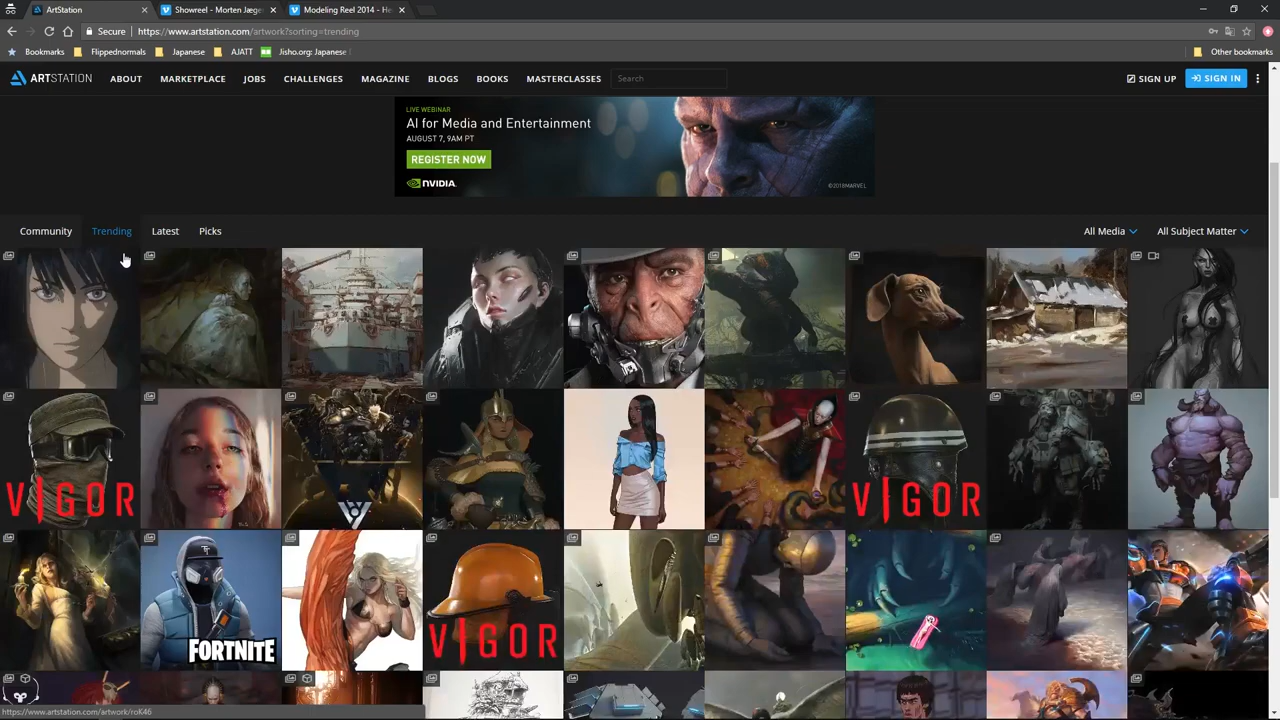 ArtStation
Showreel - Morten Jæge
Modeling Reel 2014 - He
Secure
https://www.artstation.com/artwork?sorting=trending
Bookmarks
Flippednormals
Japanese
AJATT
Jisho.org: Japanese
Other bookmarks
ARTSTATION
ABOUT
MARKETPLACE
JOBS
CHALLENGES
MAGAZINE
BLOGS
BOOKS
MASTERCLASSES
Search
SIGN UP
SIGN IN
LIVE WEBINAR
AI for Media and Entertainment
AUGUST 7, 9AM PT
REGISTER NOW
NVIDIA.
©2018MARVEL
Community
Trending
Latest
Picks
All Media
All Subject Matter
VIGOR
VIGOR
FORTNITE
VIGOR
https://www.artstation.com/artwork/roK46